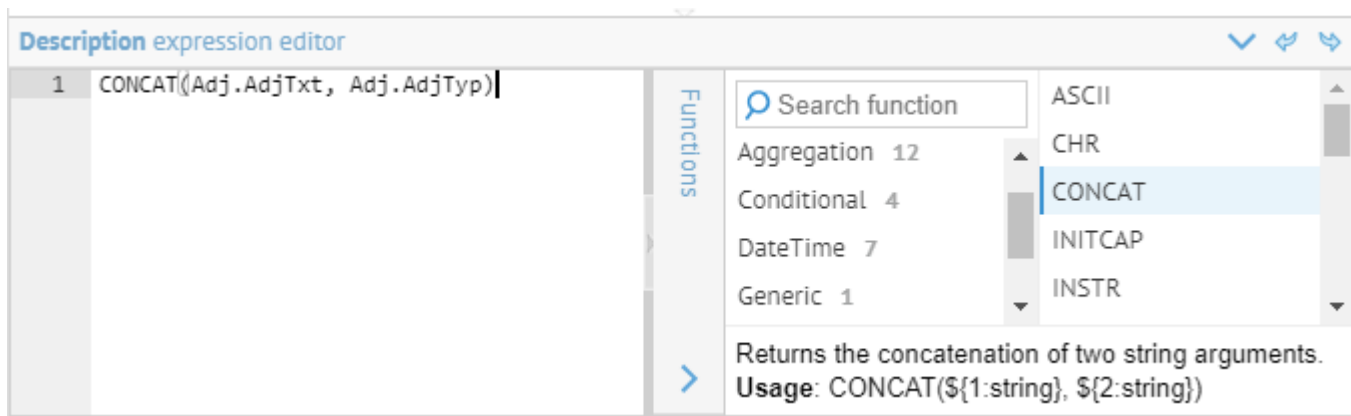 Description expression editor
1 CONCAT(Adj.AdjTxt, Adj.AdjTyp)
Functions
Search function
Aggregation 12
Conditional 4
DateTime 7
Generic 1
ASCII
CHR
CONCAT
INITCAP
INSTR
Returns the concatenation of two string arguments.
Usage: CONCAT(${1:string}, ${2:string})